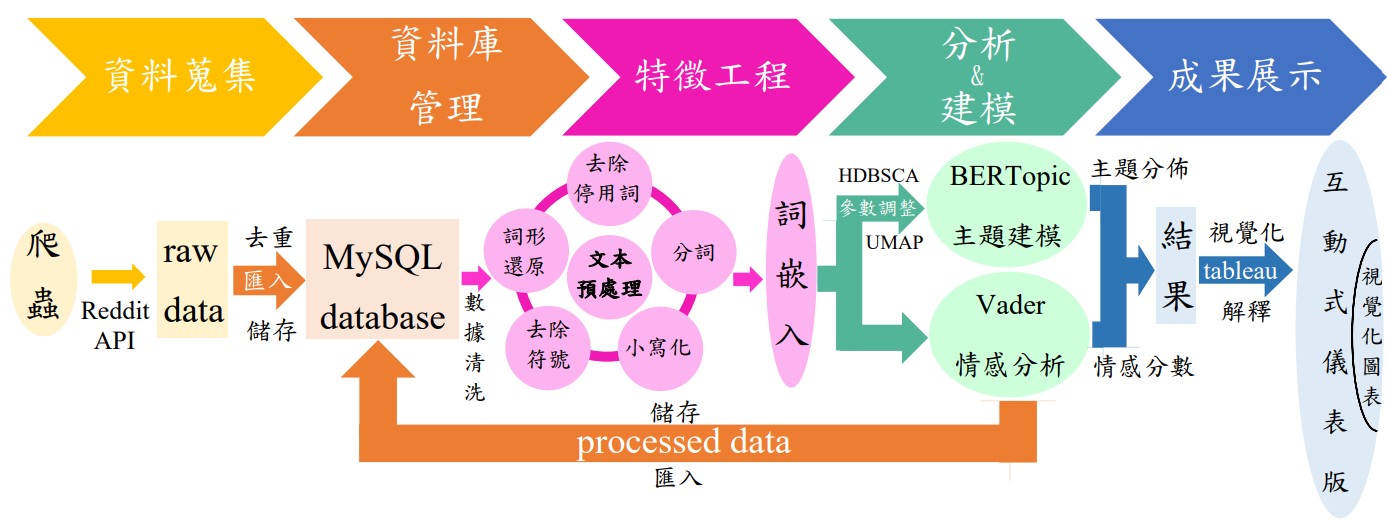 資料蒐集
資料庫
管理
特徵工程
分析
&
建模
成果展示
爬蟲
Reddit
API
raw
data
去重
匯入
儲存
MySQL
database
數據清洗
文本
預處理
去除
停用詞
分詞
小寫化
去除
符號
詞形
還原
詞嵌入
HDBSCA
參數調整
UMAP
BERTopic
主題建模
Vader
情感分析
主題分佈
情感分數
結果
視覺化
tableau
解釋
互動式儀表版
視覺化圖表
儲存
processed data
匯入